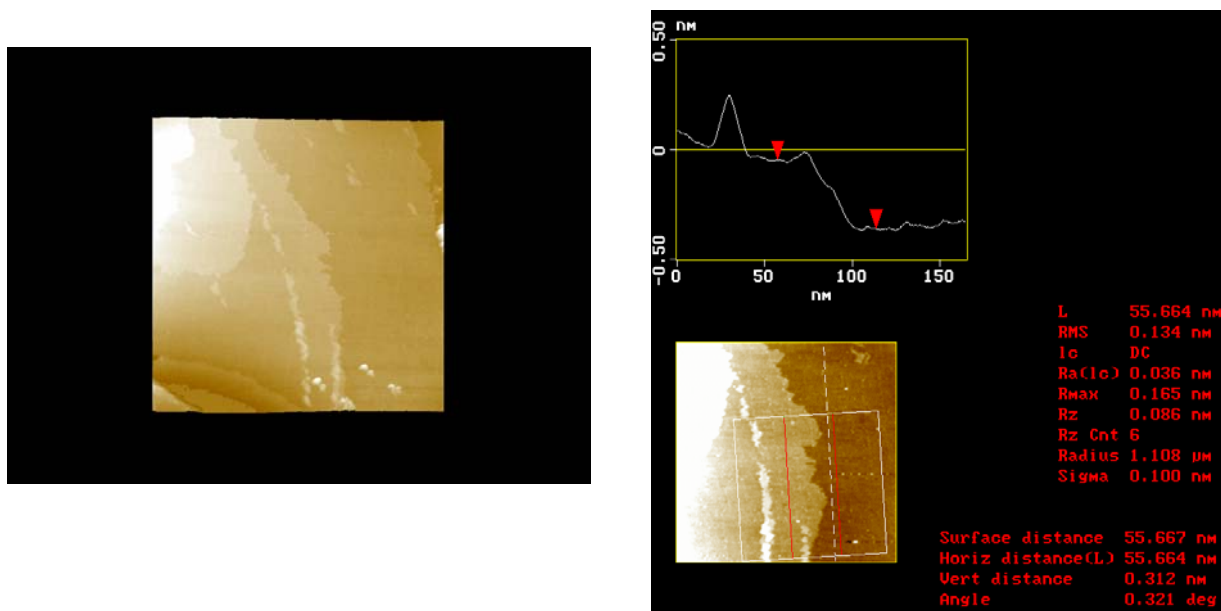 0.50 nM
0
-0.50
0 50 100 150
nM
L 55.664 nM
RMS 0.134 nM
lc DC
Ra(lc) 0.036 nM
Rmax 0.165 nM
Rz 0.086 nM
Rz Cnt 6
Radius 1.108 µM
Sigma 0.100 nM
Surface distance 55.667 nM
Horiz distance(L) 55.664 nM
Vert distance 0.312 nM
Angle 0.321 deg